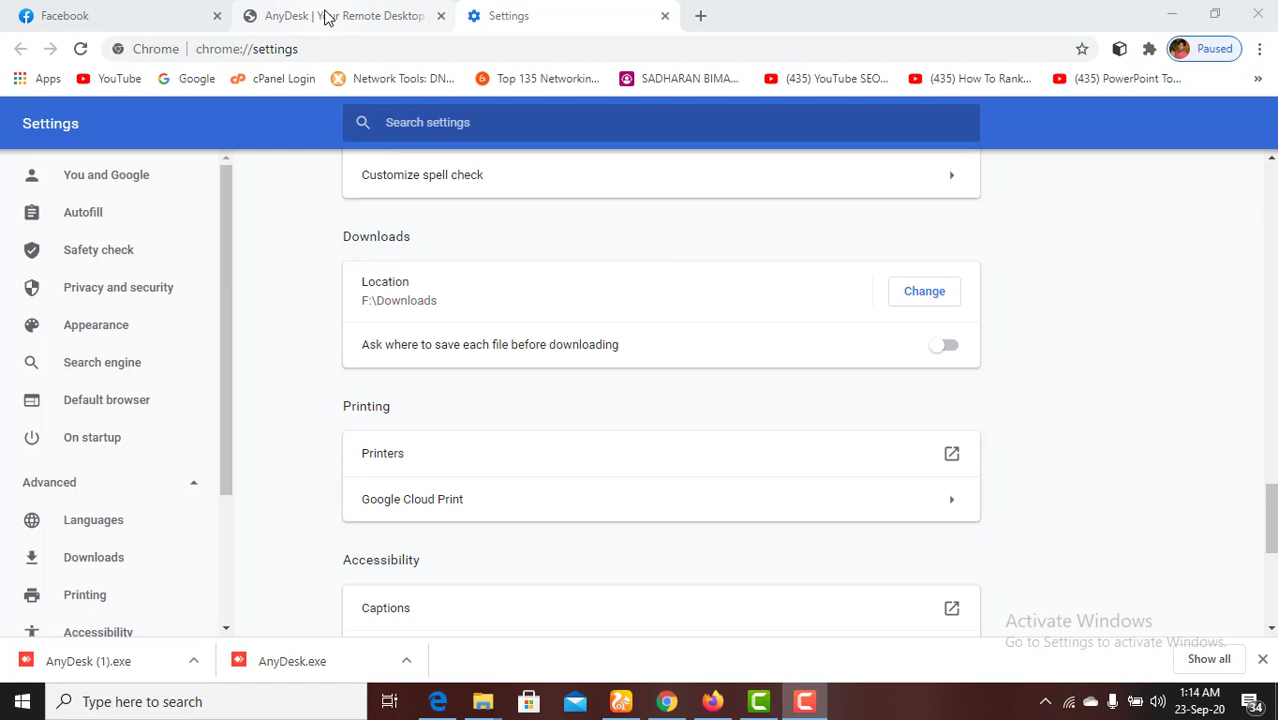 Facebook
AnyDesk | Your Remote Desktop
Settings
Chrome
chrome://settings
Paused
Apps
YouTube
Google
cPanel Login
Network Tools: DN...
Top 135 Networkin...
SADHARAN BIMA...
(435) YouTube SEO...
(435) How To Rank...
(435) PowerPoint To...
»
Settings
Search settings
You and Google
Autofill
Safety check
Privacy and security
Appearance
Search engine
Default browser
On startup
Advanced
Languages
Downloads
Printing
Accessibility
Customize spell check
Downloads
Location
F:\Downloads
Change
Ask where to save each file before downloading
Printing
Printers
Google Cloud Print
Accessibility
Captions
Activate Windows
Go to Settings to activate Windows.
AnyDesk (1).exe
AnyDesk.exe
Show all
Type here to search
1:14 AM
23-Sep-20
34